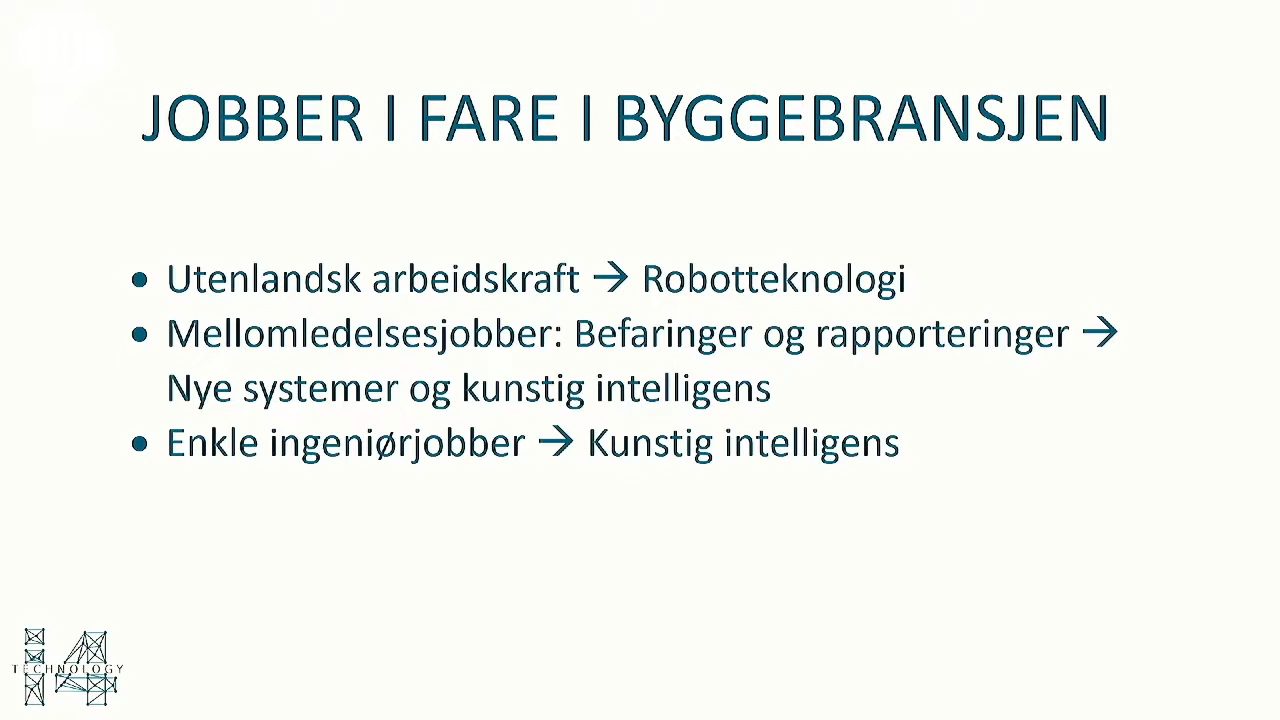 JOBBER I FARE I BYGGEBRANSJEN
• Utenlandsk arbeidskraft → Robotteknologi
• Mellomledelsesjobber: Befaringer og rapporteringer →
Nye systemer og kunstig intelligens
• Enkle ingeniørjobber → Kunstig intelligens
i4
TECHNOLOGY